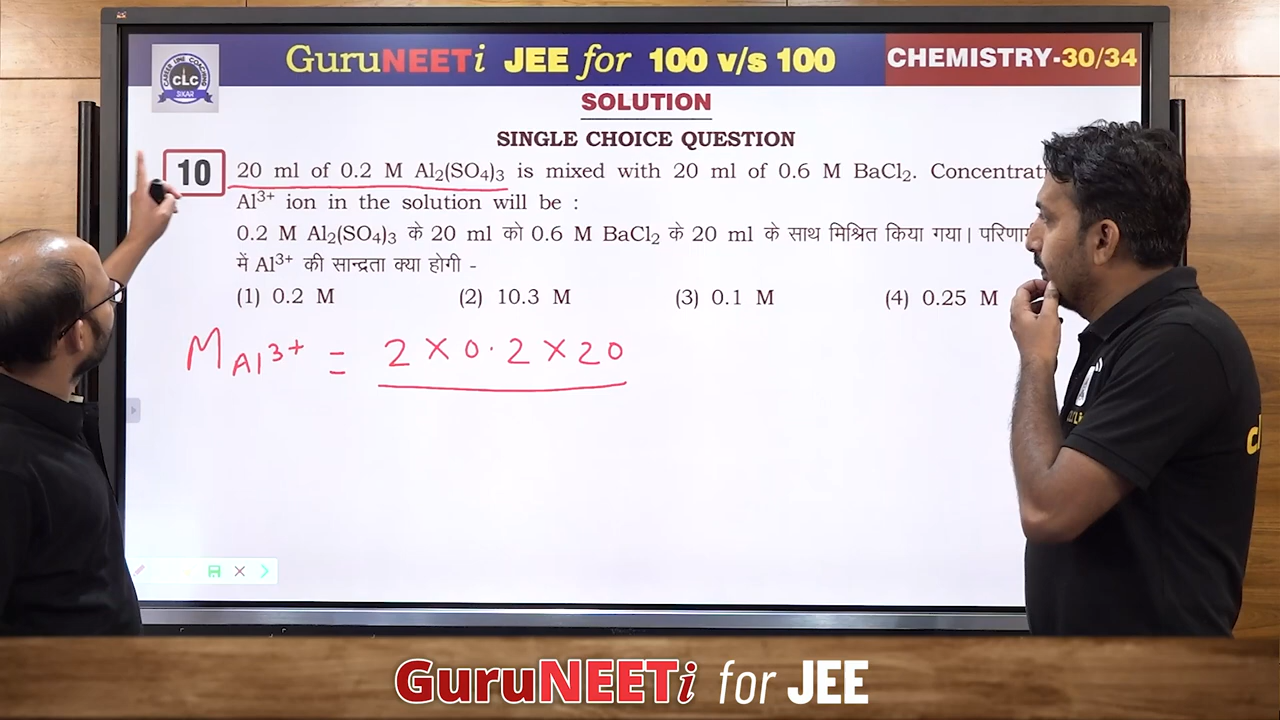 GuruNEETi JEE for 100 v/s 100
CHEMISTRY-30/34
CLC
SIKAR
SOLUTION
SINGLE CHOICE QUESTION
10
20 ml of 0.2 M Al₂(SO₄)₃ is mixed with 20 ml of 0.6 M BaCl₂. Concentrat
Al³⁺ ion in the solution will be :
0.2 M Al₂(SO₄)₃ के 20 ml को 0.6 M BaCl₂ के 20 ml के साथ मिश्रित किया गया। परिणा
में Al³⁺ की सान्द्रता क्या होगी -
(1) 0.2 M (2) 10.3 M (3) 0.1 M (4) 0.25 M
M Al³⁺ = 2 × 0.2 × 20
GuruNEETi for JEE